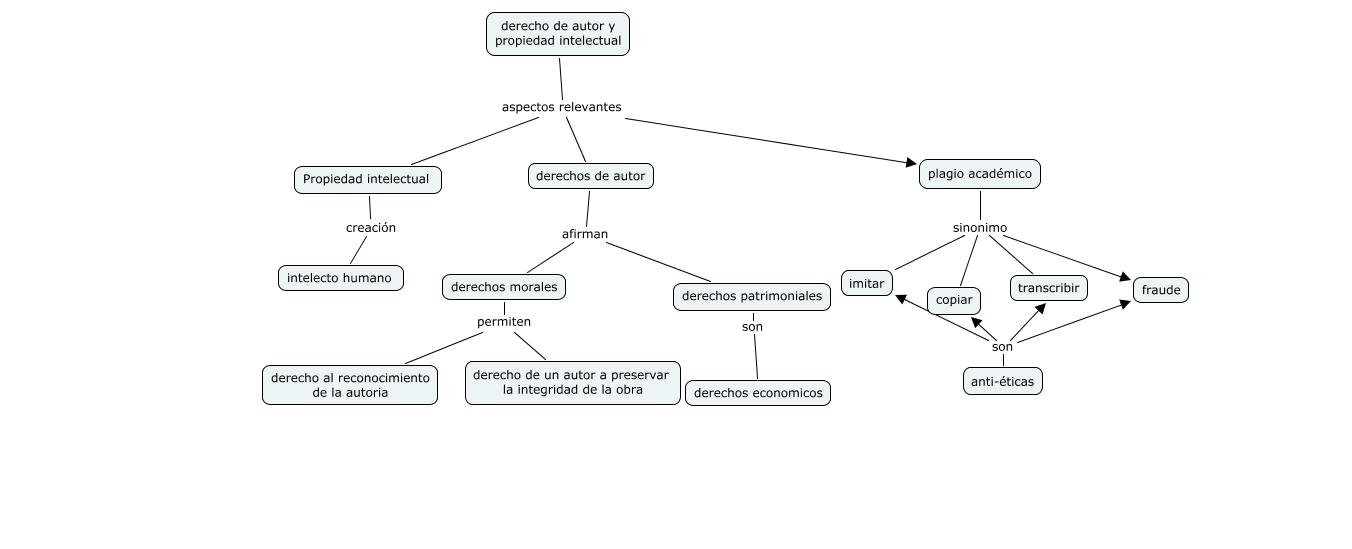 derecho de autor y
propiedad intelectual
aspectos relevantes
Propiedad intelectual
derechos de autor
plagio académico
creación
afirman
sinonimo
intelecto humano
derechos morales
derechos patrimoniales
imitar
copiar
transcribir
fraude
permiten
son
son
derecho al reconocimiento
de la autoria
derecho de un autor a preservar
la integridad de la obra
derechos economicos
anti-éticas